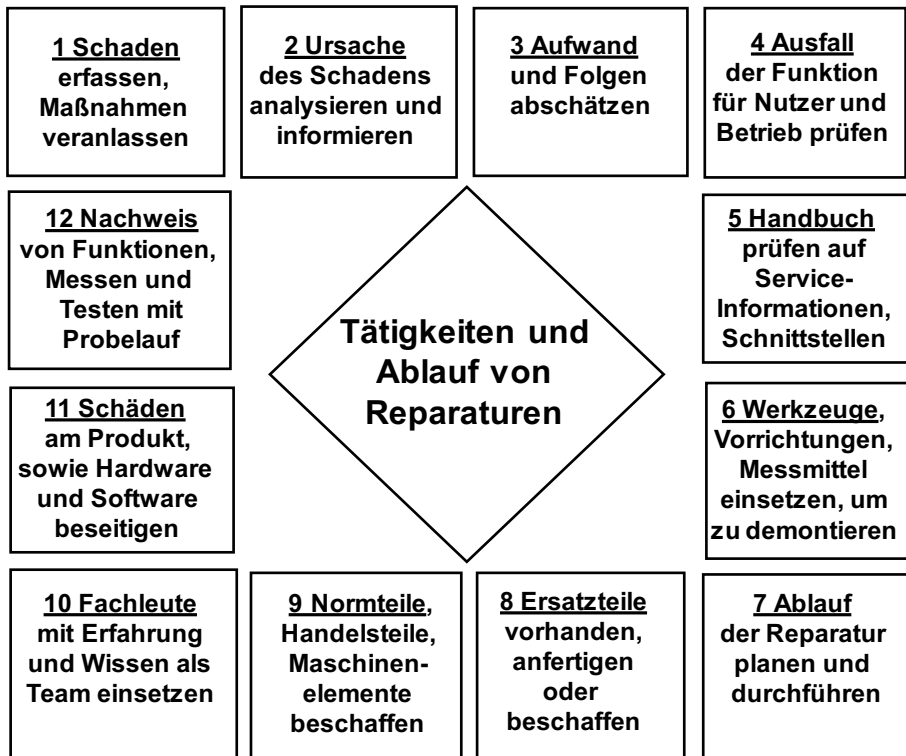 1 Schaden
erfassen,
Maßnahmen
veranlassen
2 Ursache
des Schadens
analysieren und
informieren
3 Aufwand
und Folgen
abschätzen
4 Ausfall
der Funktion
für Nutzer und
Betrieb prüfen
12 Nachweis
von Funktionen,
Messen und
Testen mit
Probelauf
Tätigkeiten und
Ablauf von
Reparaturen
5 Handbuch
prüfen auf
Service-
Informationen,
Schnittstellen
11 Schäden
am Produkt,
sowie Hardware
und Software
beseitigen
6 Werkzeuge,
Vorrichtungen,
Messmittel
einsetzen, um
zu demontieren
10 Fachleute
mit Erfahrung
und Wissen als
Team einsetzen
9 Normteile,
Handelsteile,
Maschinen-
elemente
beschaffen
8 Ersatzteile
vorhanden,
anfertigen
oder
beschaffen
7 Ablauf
der Reparatur
planen und
durchführen